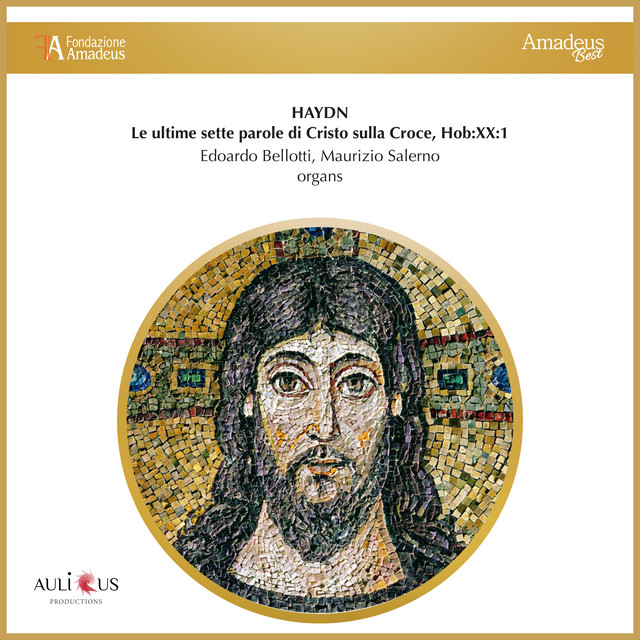 Fondazione
Amadeus
Amadeus
Best
HAYDN
Le ultime sette parole di Cristo sulla Croce, Hob:XX:1
Edoardo Bellotti, Maurizio Salerno
organs
AULICUS
PRODUCTIONS